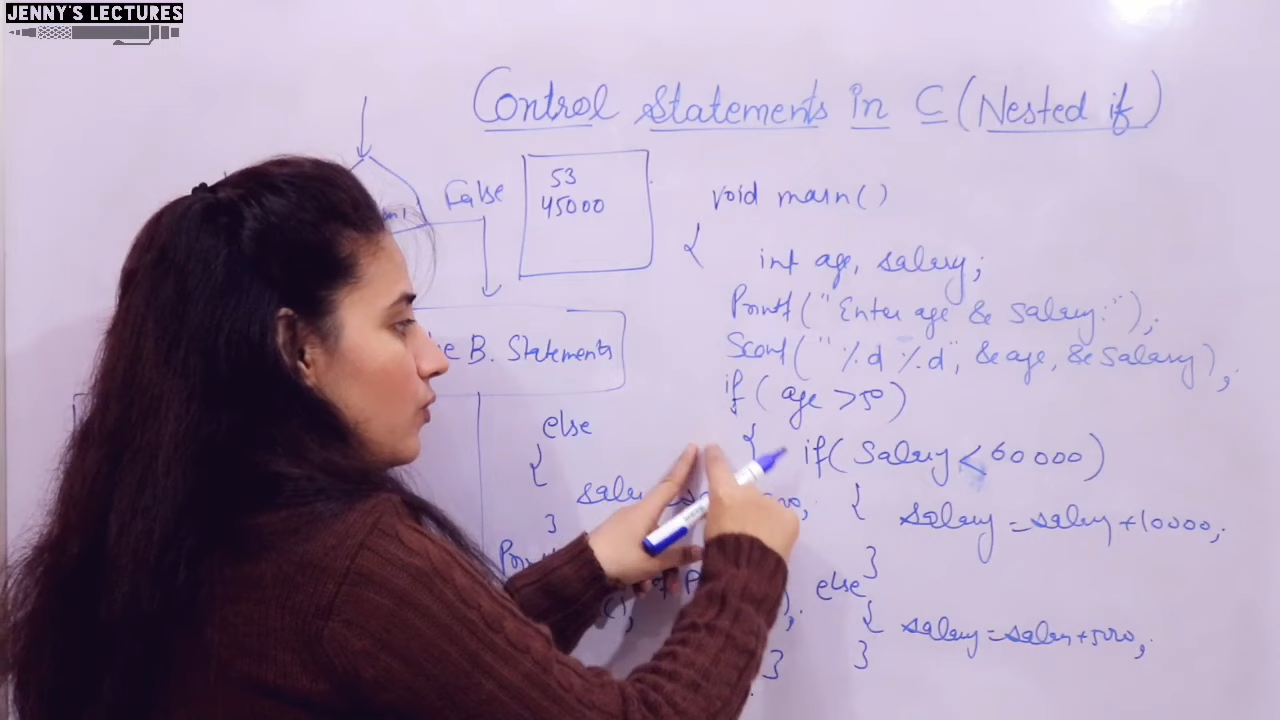 JENNY'S LECTURES
Control Statements in C (Nested if)
False
53
45000
B. Statements
void main()
{
int age, salary;
Printf("Enter age & salary:");
Scanf("%d %d", &age, &salary);
if (age >50)
{
if( Salary < 60000)
{
salary = salary +10000;
}
else
{
salary = salary +5000;
}
}
else
{
}